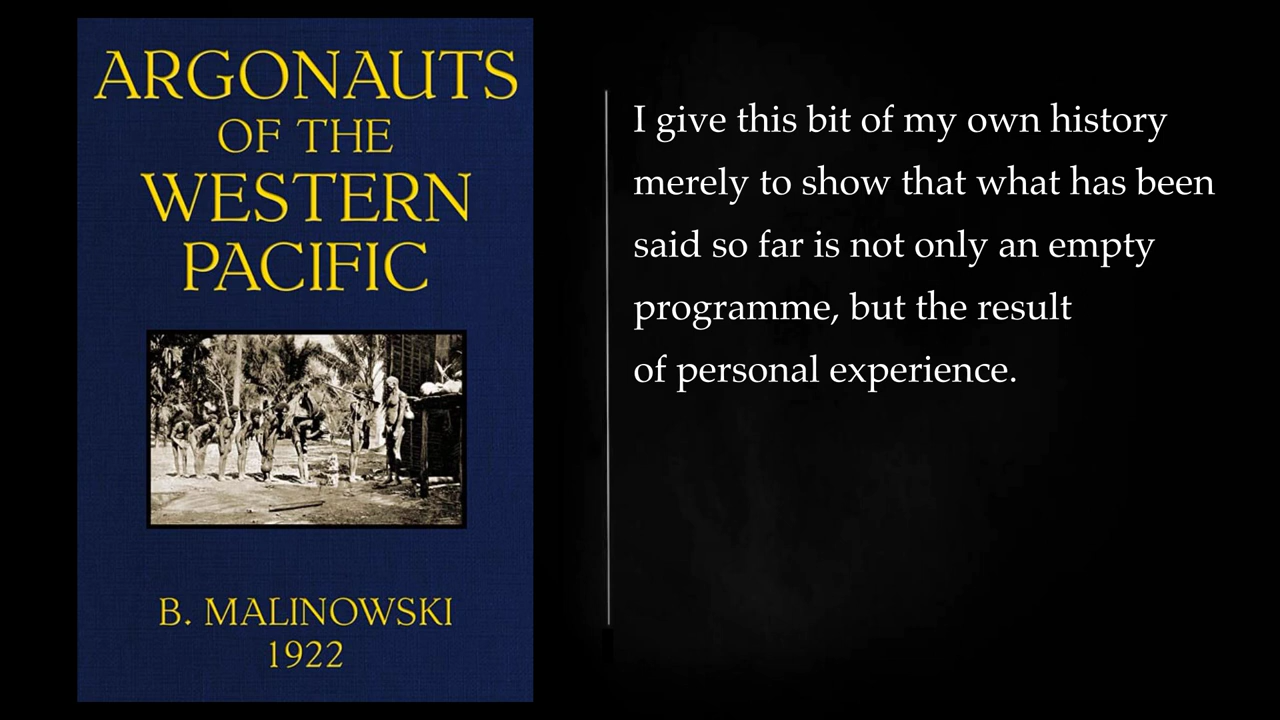 ARGONAUTS
OF THE
WESTERN
PACIFIC
B. MALINOWSKI
1922
I give this bit of my own history
merely to show that what has been
said so far is not only an empty
programme, but the result
of personal experience.